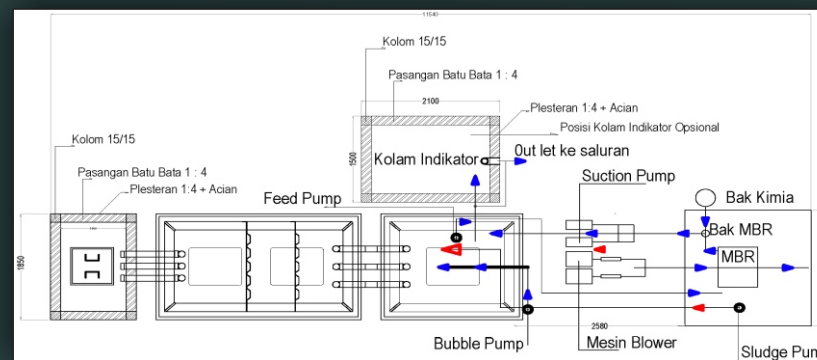 11540
Kolom 15/15
Pasangan Batu Bata 1 : 4
2100
Plesteran 1:4 + Acian
Posisi Kolam Indikator Opsional
Kolom 15/15
1500
Kolam Indikator
0ut let ke saluran
Pasangan Batu Bata 1 : 4
Plesteran 1:4 + Acian
Feed Pump
Suction Pump
Bak Kimia
1850
Bak MBR
MBR
2580
Bubble Pump
Mesin Blower
Sludge Pum